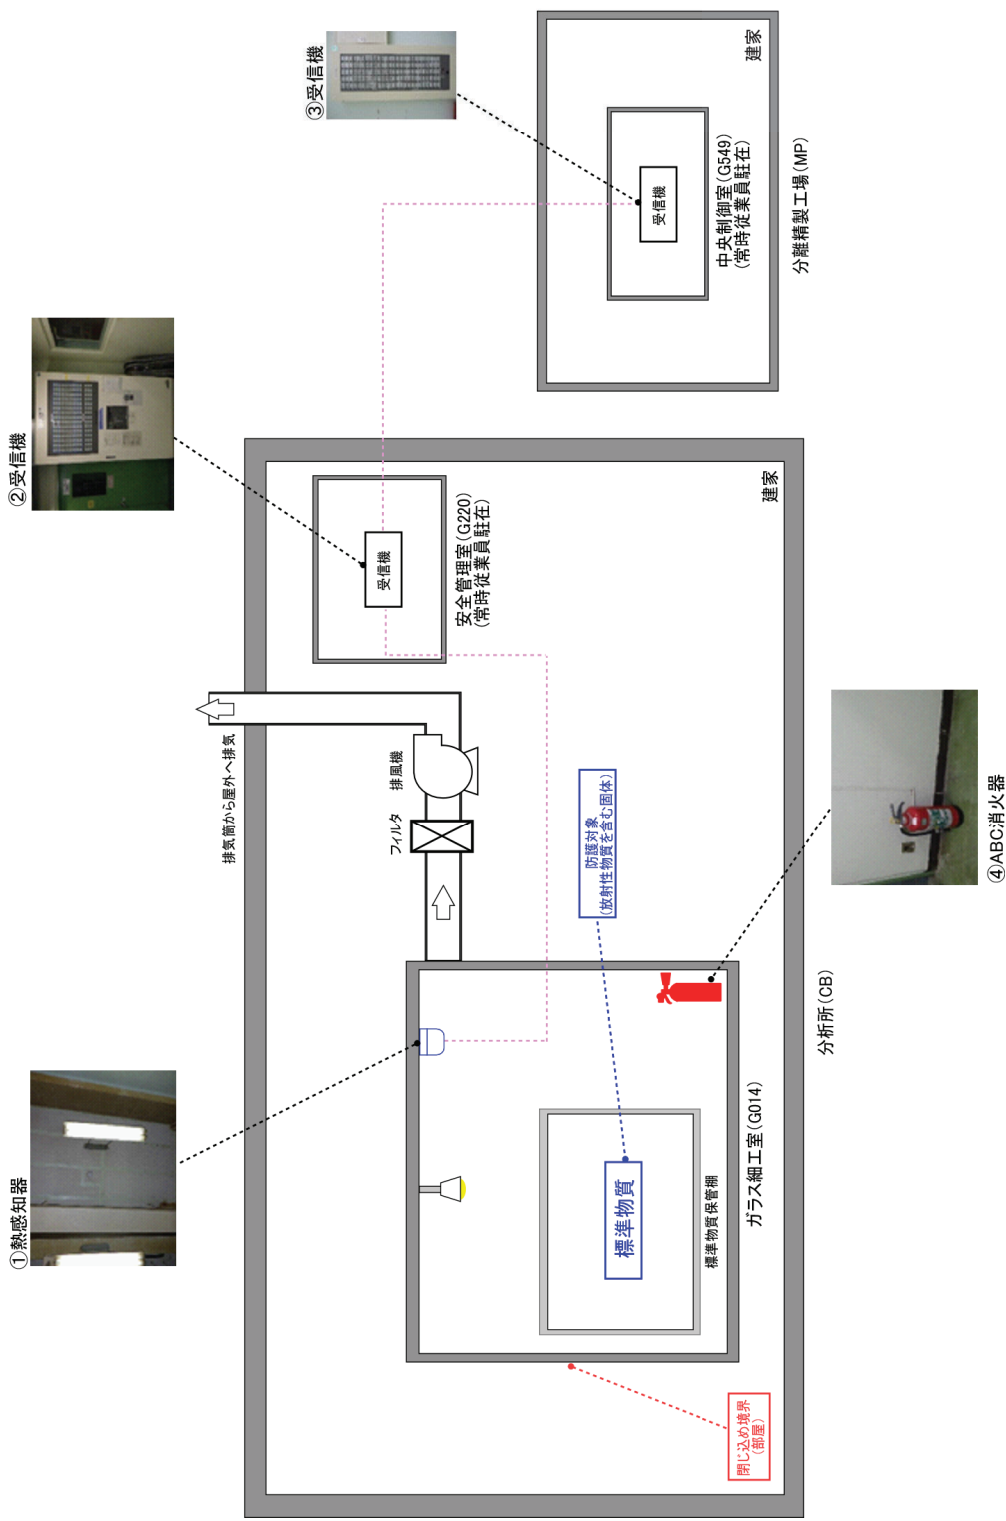 ①熱感知器
②受信機
③受信機
排気筒から屋外へ排気
フィルタ
排風機
受信機
安全管理室(G220)
(常時従業員駐在)
建家
受信機
中央制御室(G549)
(常時従業員駐在)
建家
分離精製工場(MP)
防護対象
(放射性物質を含む固体)
標準物質
標準物質保管棚
ガラス細工室(G014)
閉じ込め境界
(部屋)
分析所(CB)
④ABC消火器